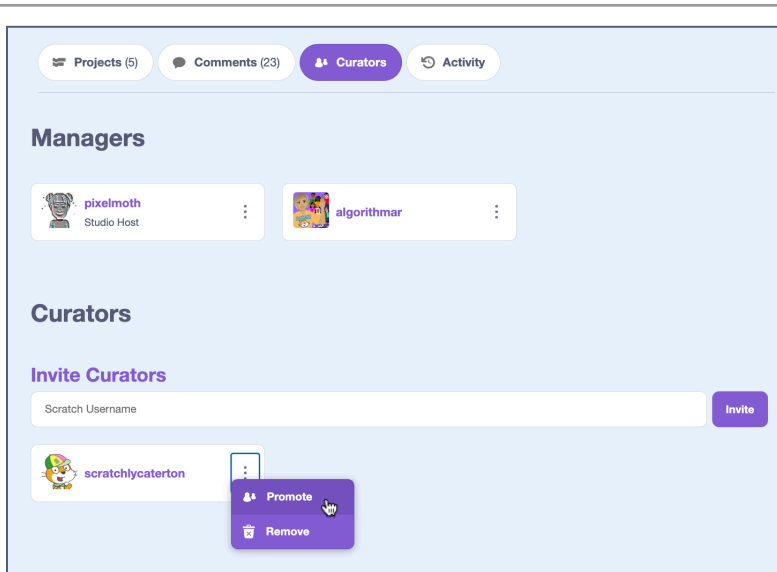 Projects (5) Comments (23) Curators Activity
Managers
pixelmoth
Studio Host
algorithmar
Curators
Invite Curators
Scratch Username
Invite
scratchlycaterton
Promote
Remove